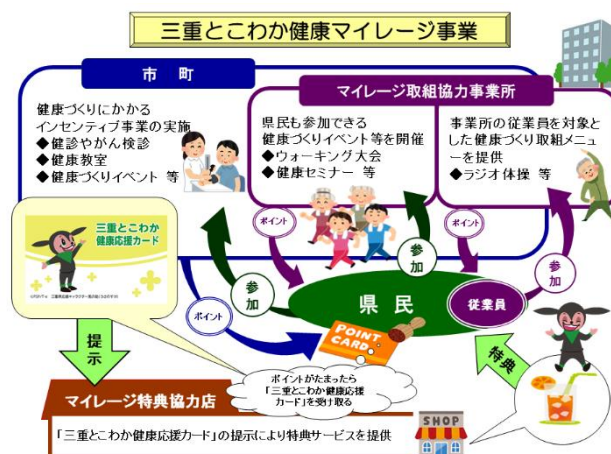 三重とこわか健康マイレージ事業
市 町
健康づくりにかかる
インセンティブ事業の実施
◆健診やがん検診
◆健康教室
◆健康づくりイベント 等
マイレージ取組協力事業所
県民も参加できる
健康づくりイベント等を開催
◆ウォーキング大会
◆健康セミナー 等
事業所の従業員を対象と
した健康づくり取組メニュ
ーを提供
◆ラジオ体操 等
三重とこわか
健康応援カード
ポイント
参加
ポイント
参加
ポイント
参加
県民
従業員
POINT
CARD
提示
特典
ポイントがたまったら
「三重とこわか健康応援
カード」を受け取る
マイレージ特典協力店
「三重とこわか健康応援カード」の提示により特典サービスを提供
SHOP